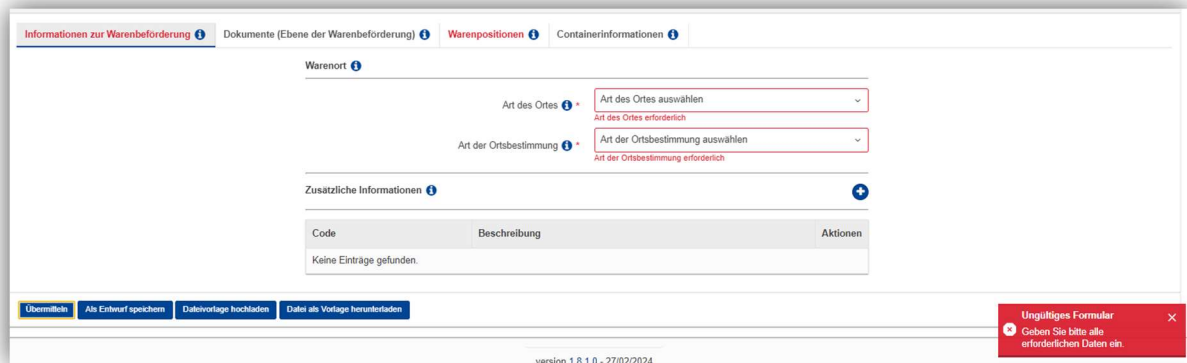 Informationen zur Warenbeförderung Dokumente (Ebene der Warenbeförderung) Warenpositionen Containerinformationen
Warenort
Art des Ortes * Art des Ortes auswählen
Art des Ortes erforderlich
Art der Ortsbestimmung * Art der Ortsbestimmung auswählen
Art der Ortsbestimmung erforderlich
Zusätzliche Informationen
Code Beschreibung Aktionen
Keine Einträge gefunden.
Übermitteln Als Entwurf speichern Dateivorlage hochladen Datei als Vorlage herunterladen
Ungültiges Formular
Geben Sie bitte alle
erforderlichen Daten ein.
version 1.8.1.0 - 27/02/2024